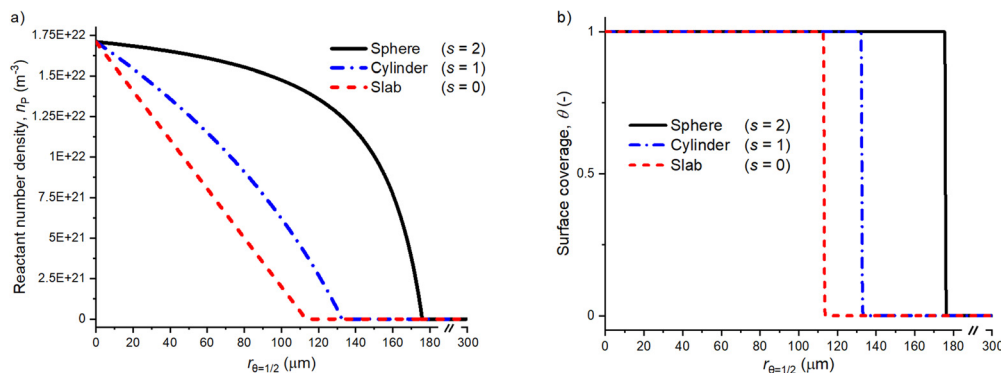 a)
Reactant number density, nP (m-3)
1.75E+22
1.5E+22
1.25E+22
1E+22
7.5E+21
5E+21
2.5E+21
0
Sphere (s = 2)
Cylinder (s = 1)
Slab (s = 0)
0 20 40 60 80 100 120 140 160 180 300
rθ=1/2 (μm)
b)
Surface coverage, θ (-)
1
0.5
0
Sphere (s = 2)
Cylinder (s = 1)
Slab (s = 0)
0 20 40 60 80 100 120 140 160 180 300
rθ=1/2 (μm)